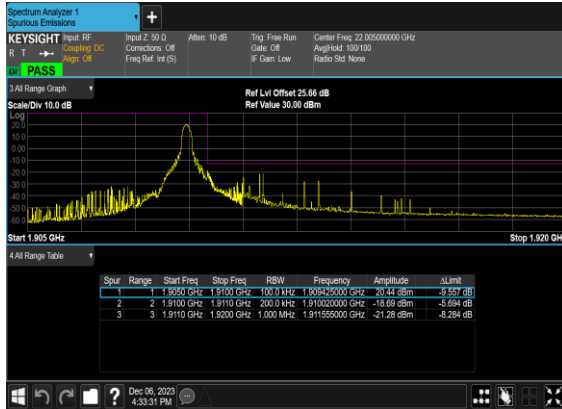 Spectrum Analyzer 1
Spurious Emissions
+
KEYSIGHT Input: RF Input Z: 50 Ω Atten: 10 dB Trig: Free Run Center Freq: 22.005000000 GHz
R T Coupling: DC Corrections: Off Gate: Off Avg|Hold: 100/100
Align: Off Freq Ref: Int (S) IF Gain: Low Radio Std: None
PASS
3 All Range Graph
Ref Lvl Offset 25.66 dB
Scale/Div 10.0 dB Ref Value 30.00 dBm
Log
20.0
10.0
0.00
-10.0
-20.0
-30.0
-40.0
-50.0
-60.0
Start 1.905 GHz Stop 1.920 GH
4 All Range Table
Spur Range Start Freq Stop Freq RBW Frequency Amplitude ΔLimit
1 1 1.9050 GHz 1.9100 GHz 100.0 kHz 1.909425000 GHz 20.44 dBm -9.557 dB
2 2 1.9100 GHz 1.9110 GHz 200.0 kHz 1.910020000 GHz -18.69 dBm -5.694 dB
3 3 1.9110 GHz 1.9200 GHz 1.000 MHz 1.911555000 GHz -21.28 dBm -8.284 dB
? Dec 06, 2023
4:33:31 PM